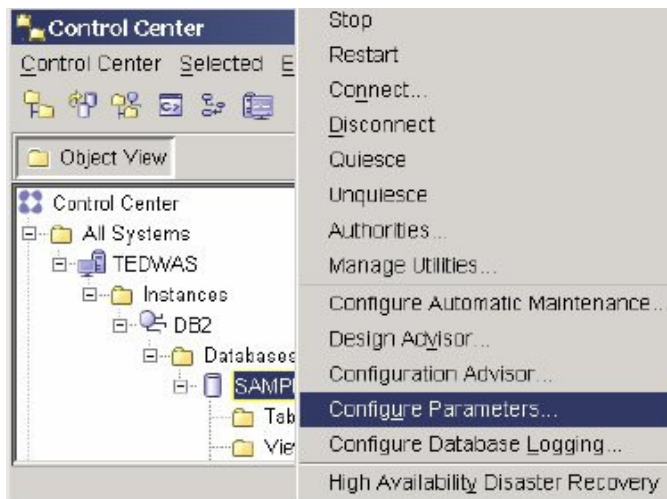 Control Center
Control Center Selected E
Object View
Control Center
All Systems
TEDWAS
Instances
DB2
Databases
SAMPL
Tab
Vie
Stop
Restart
Connect...
Disconnect
Quiesce
Unquiesce
Authorities...
Manage Utilities...
Configure Automatic Maintenance..
Design Advisor...
Configuration Advisor...
Configure Parameters...
Configure Database Logging...
High Availability Disaster Recovery